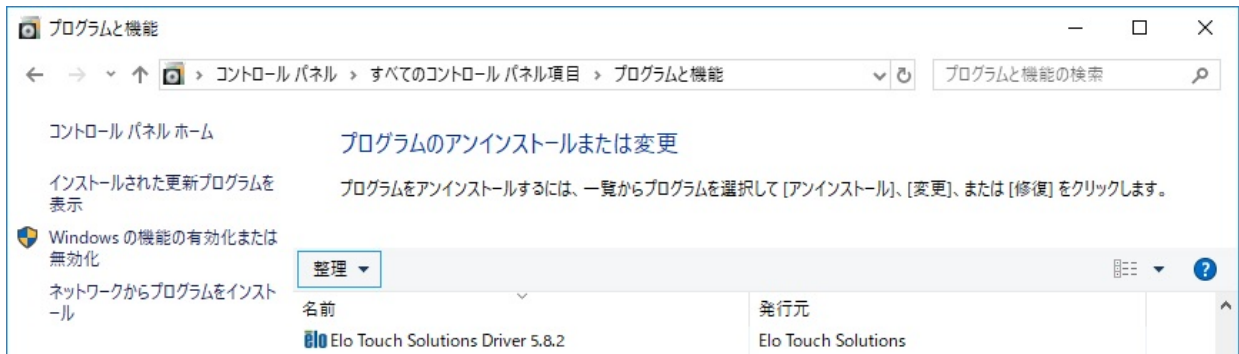 プログラムと機能
コントロール パネル › すべてのコントロール パネル項目 › プログラムと機能
プログラムと機能の検索
コントロール パネル ホーム
インストールされた更新プログラムを
表示
Windows の機能の有効化または
無効化
ネットワークからプログラムをインスト
ール
プログラムのアンインストールまたは変更
プログラムをアンインストールするには、一覧からプログラムを選択して [アンインストール]、[変更]、または [修復] をクリックします。
整理
名前 発行元
elo Elo Touch Solutions Driver 5.8.2 Elo Touch Solutions